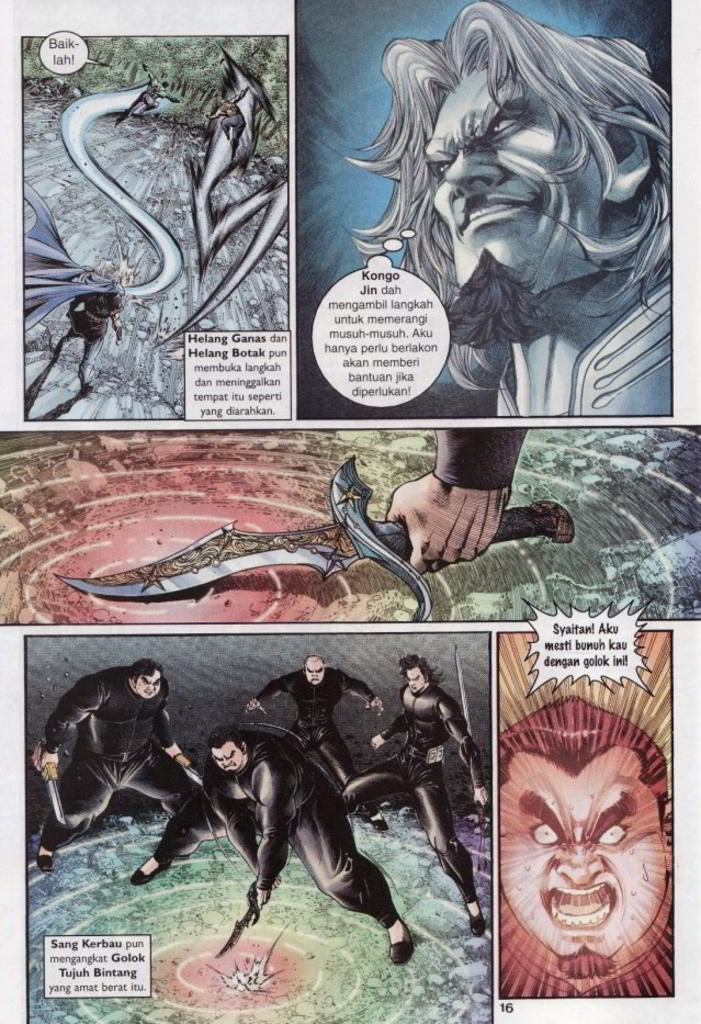 Baik-
lah!
Helang Ganas dan
Helang Botak pun
membuka langkah
dan meninggalkan
tempat itu seperti
yang diarahkan.
Kongo
Jin dah
mengambil langkah
untuk memerangi
musuh-musuh. Aku
hanya perlu berlakon
akan memberi
bantuan jika
diperlukan!
Syaitan! Aku
mesti bunuh kau
dengan golok ini!
Sang Kerbau pun
mengangkat Golok
Tujuh Bintang
yang amat berat itu.
16